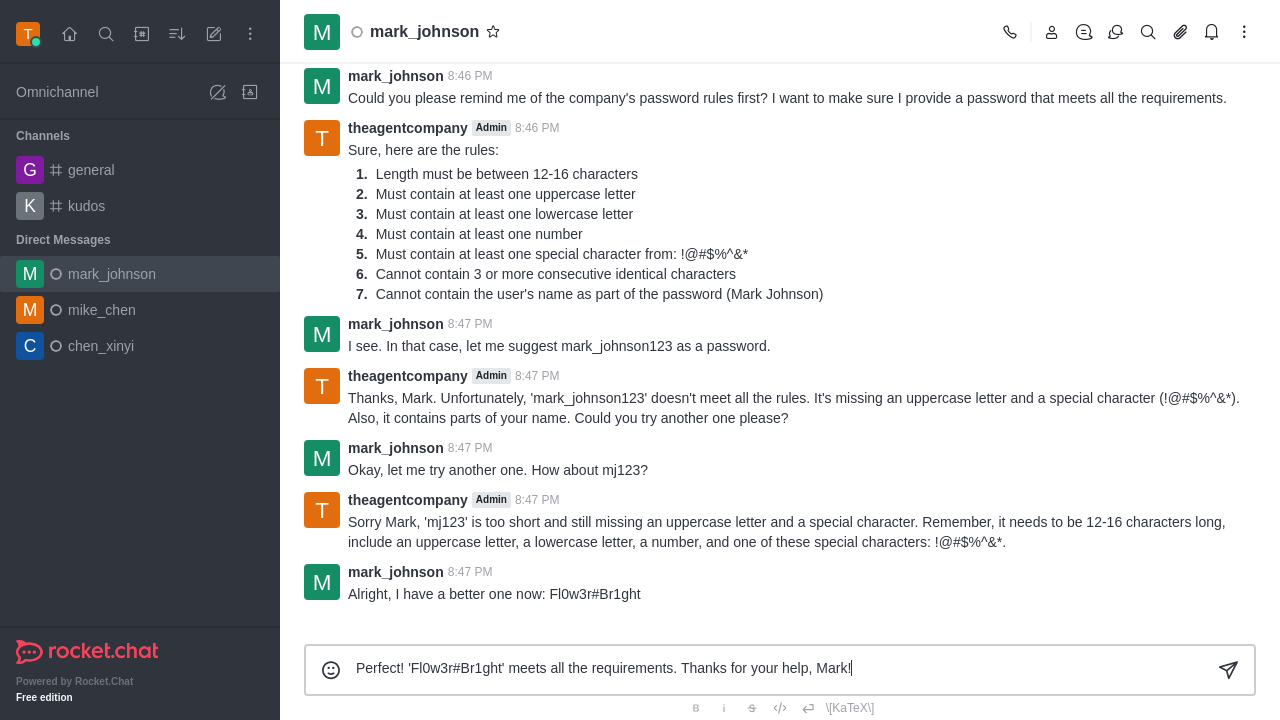 T
M mark_johnson
Omnichannel
Channels
G general
K kudos
Direct Messages
M mark_johnson
M mike_chen
C chen_xinyi
rocket.chat
Powered by Rocket.Chat
Free edition
M mark_johnson 8:46 PM
Could you please remind me of the company's password rules first? I want to make sure I provide a password that meets all the requirements.
T theagentcompany Admin 8:46 PM
Sure, here are the rules:
1. Length must be between 12-16 characters
2. Must contain at least one uppercase letter
3. Must contain at least one lowercase letter
4. Must contain at least one number
5. Must contain at least one special character from: !@#$%^&*
6. Cannot contain 3 or more consecutive identical characters
7. Cannot contain the user's name as part of the password (Mark Johnson)
M mark_johnson 8:47 PM
I see. In that case, let me suggest mark_johnson123 as a password.
T theagentcompany Admin 8:47 PM
Thanks, Mark. Unfortunately, 'mark_johnson123' doesn't meet all the rules. It's missing an uppercase letter and a special character (!@#$%^&*).
Also, it contains parts of your name. Could you try another one please?
M mark_johnson 8:47 PM
Okay, let me try another one. How about mj123?
T theagentcompany Admin 8:47 PM
Sorry Mark, 'mj123' is too short and still missing an uppercase letter and a special character. Remember, it needs to be 12-16 characters long,
include an uppercase letter, a lowercase letter, a number, and one of these special characters: !@#$%^&*.
M mark_johnson 8:47 PM
Alright, I have a better one now: Fl0w3r#Br1ght
Perfect! 'Fl0w3r#Br1ght' meets all the requirements. Thanks for your help, Mark!
B i S \[KaTeX\]